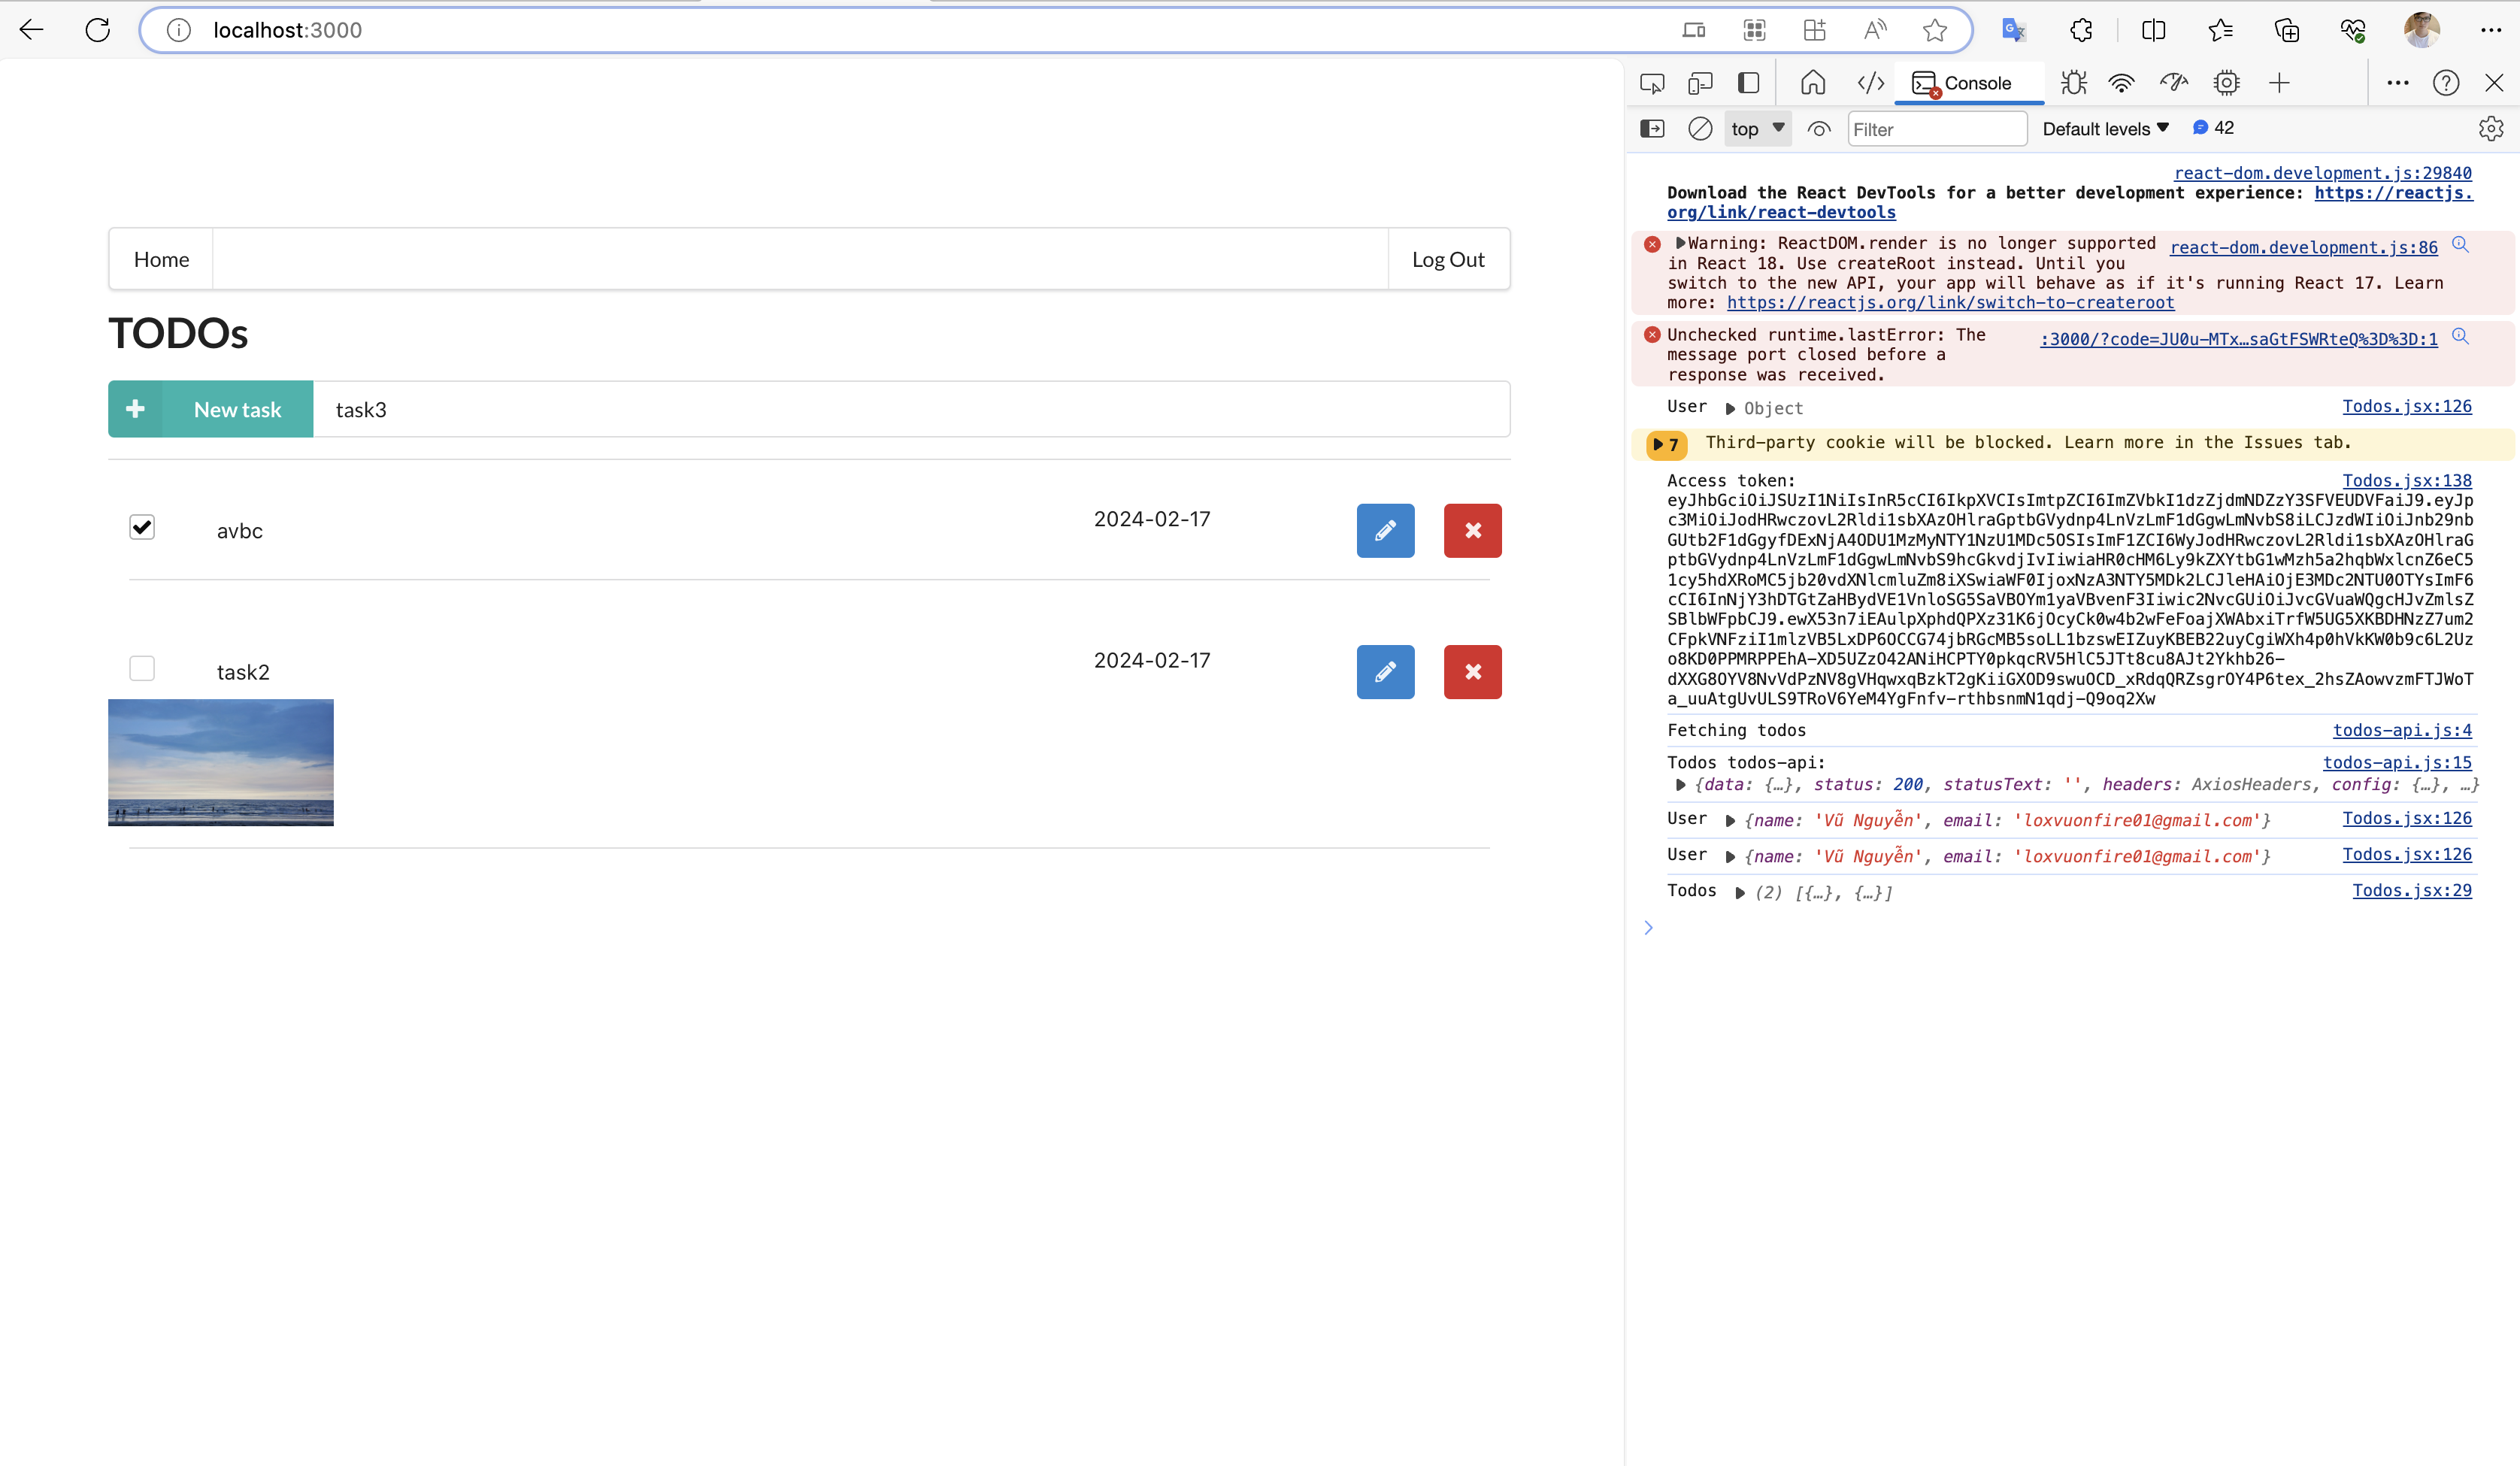 localhost:3000
Console
top
Filter
Default levels
42
Home
Log Out
TODOs
New task
task3
avbc
2024-02-17
task2
2024-02-17
react-dom.development.js:29840
Download the React DevTools for a better development experience: https://reactjs.
org/link/react-devtools
Warning: ReactDOM.render is no longer supported react-dom.development.js:86
in React 18. Use createRoot instead. Until you
switch to the new API, your app will behave as if it's running React 17. Learn
more: https://reactjs.org/link/switch-to-createroot
Unchecked runtime.lastError: The :3000/?code=JU0u-MTx…saGtFSWRteQ%3D%3D:1
message port closed before a
response was received.
User Object Todos.jsx:126
7 Third-party cookie will be blocked. Learn more in the Issues tab.
Access token: Todos.jsx:138
Fetching todos todos-api.js:4
Todos todos-api: todos-api.js:15
{data: {…}, status: 200, statusText: '', headers: AxiosHeaders, config: {…}, …}
User {name: 'Vũ Nguyễn', email: 'loxvuonfire01@gmail.com'} Todos.jsx:126
User {name: 'Vũ Nguyễn', email: 'loxvuonfire01@gmail.com'} Todos.jsx:126
Todos (2) [{…}, {…}] Todos.jsx:29